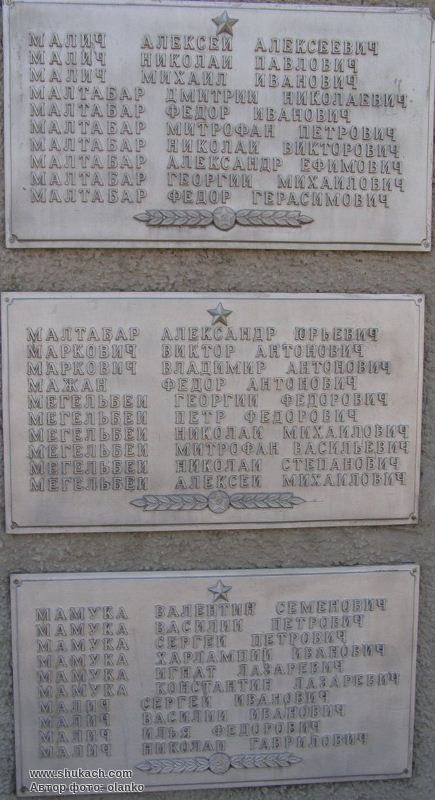 МАЛИЧ АЛЕКСЕЙ АЛЕКСЕЕВИЧ
МАЛИЧ НИКОЛАЙ ПАВЛОВИЧ
МАЛИЧ МИХАИЛ ИВАНОВИЧ
МАЛТАБАР ДМИТРИЙ НИКОЛАЕВИЧ
МАЛТАБАР ФЕДОР ИВАНОВИЧ
МАЛТАБАР МИТРОФАН ПЕТРОВИЧ
МАЛТАБАР НИКОЛАЙ ВИКТОРОВИЧ
МАЛТАБАР АЛЕКСАНДР ЕФИМОВИЧ
МАЛТАБАР ГЕОРГИЙ МИХАЙЛОВИЧ
МАЛТАБАР ФЕДОР ГЕРАСИМОВИЧ
МАЛТАБАР АЛЕКСАНДР ЮРЬЕВИЧ
МАРКОВИЧ ВИКТОР АНТОНОВИЧ
МАРКОВИЧ ВЛАДИМИР АНТОНОВИЧ
МАЖАН ФЕДОР АНТОНОВИЧ
МЕГЕЛЬБЕЙ ГЕОРГИЙ ФЕДОРОВИЧ
МЕГЕЛЬБЕЙ ПЕТР ФЕДОРОВИЧ
МЕГЕЛЬБЕЙ НИКОЛАЙ МИХАЙЛОВИЧ
МЕГЕЛЬБЕЙ МИТРОФАН ВАСИЛЬЕВИЧ
МЕГЕЛЬБЕЙ НИКОЛАЙ СТЕПАНОВИЧ
МЕГЕЛЬБЕЙ АЛЕКСЕЙ МИХАЙЛОВИЧ
МАМУКА ВАЛЕНТИН СЕМЕНОВИЧ
МАМУКА ВАСИЛИЙ ПЕТРОВИЧ
МАМУКА СЕРГЕЙ ПЕТРОВИЧ
МАМУКА ХАРЛАМПИЙ ИВАНОВИЧ
МАМУКА ИГНАТ ЛАЗАРЕВИЧ
МАМУКА КОНСТАНТИН ЛАЗАРЕВИЧ
МАЛИЧ СЕРГЕЙ ИВАНОВИЧ
МАЛИЧ ВАСИЛИЙ ИВАНОВИЧ
МАЛИЧ ИЛЬЯ ФЕДОРОВИЧ
МАЛИЧ НИКОЛАЙ ГАВРИЛОВИЧ
www.shukach.com
Автор фото: olanko